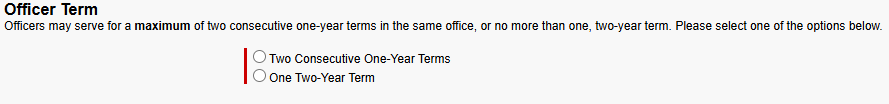 Officer Term
Officers may serve for a maximum of two consecutive one-year terms in the same office, or no more than one, two-year term. Please select one of the options below.
Two Consecutive One-Year Terms
One Two-Year Term